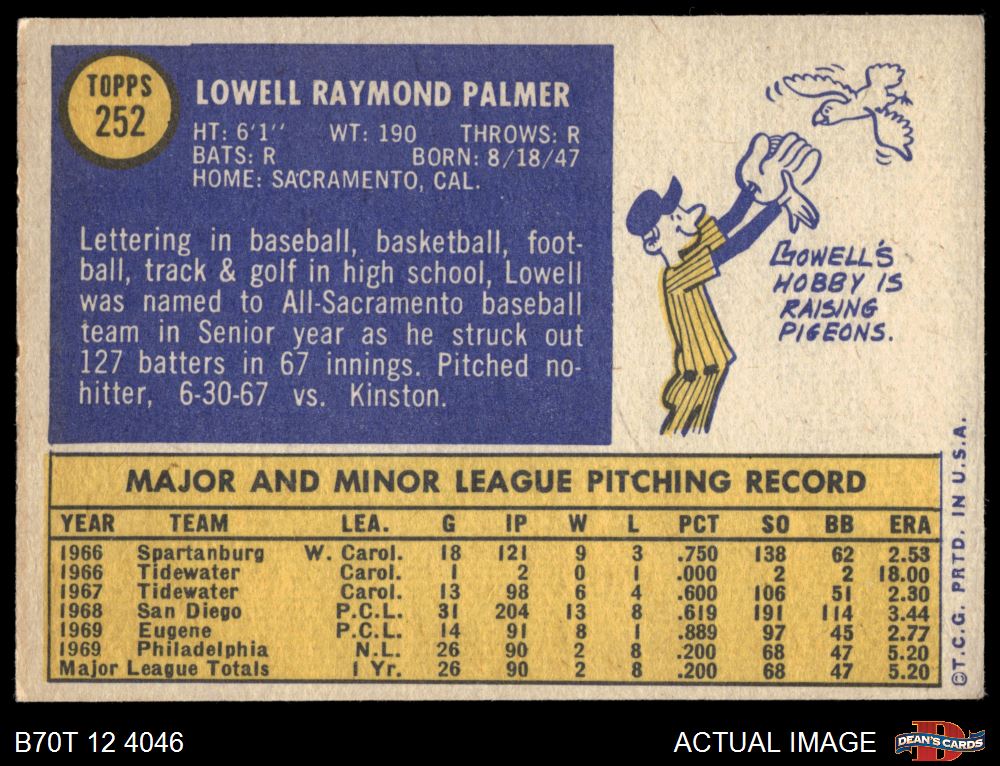 TOPPS
252
LOWELL RAYMOND PALMER
HT: 6'1'' WT: 190 THROWS: R
BATS: R BORN: 8/18/47
HOME: SACRAMENTO, CAL.
Lettering in baseball, basketball, foot-
ball, track & golf in high school, Lowell
was named to All-Sacramento baseball
team in Senior year as he struck out
127 batters in 67 innings. Pitched no-
hitter, 6-30-67 vs. Kinston.
LOWELL'S
HOBBY IS
RAISING
PIGEONS.
MAJOR AND MINOR LEAGUE PITCHING RECORD
YEAR TEAM LEA. G IP W L PCT SO BB ERA
1966 Spartanburg W. Carol. 18 121 9 3 .750 138 62 2.53
1966 Tidewater Carol. 1 2 0 1 .000 2 2 18.00
1967 Tidewater Carol. 13 98 6 4 .600 106 51 2.30
1968 San Diego P.C.L. 31 204 13 8 .619 191 114 3.44
1969 Eugene P.C.L. 14 91 8 1 .889 97 45 2.77
1969 Philadelphia N.L. 26 90 2 8 .200 68 47 5.20
Major League Totals 1 Yr. 26 90 2 8 .200 68 47 5.20
©T.C.G. PRTD. IN U.S.A.
B70T 12 4046
ACTUAL IMAGE
D
DEAN'S CARDS